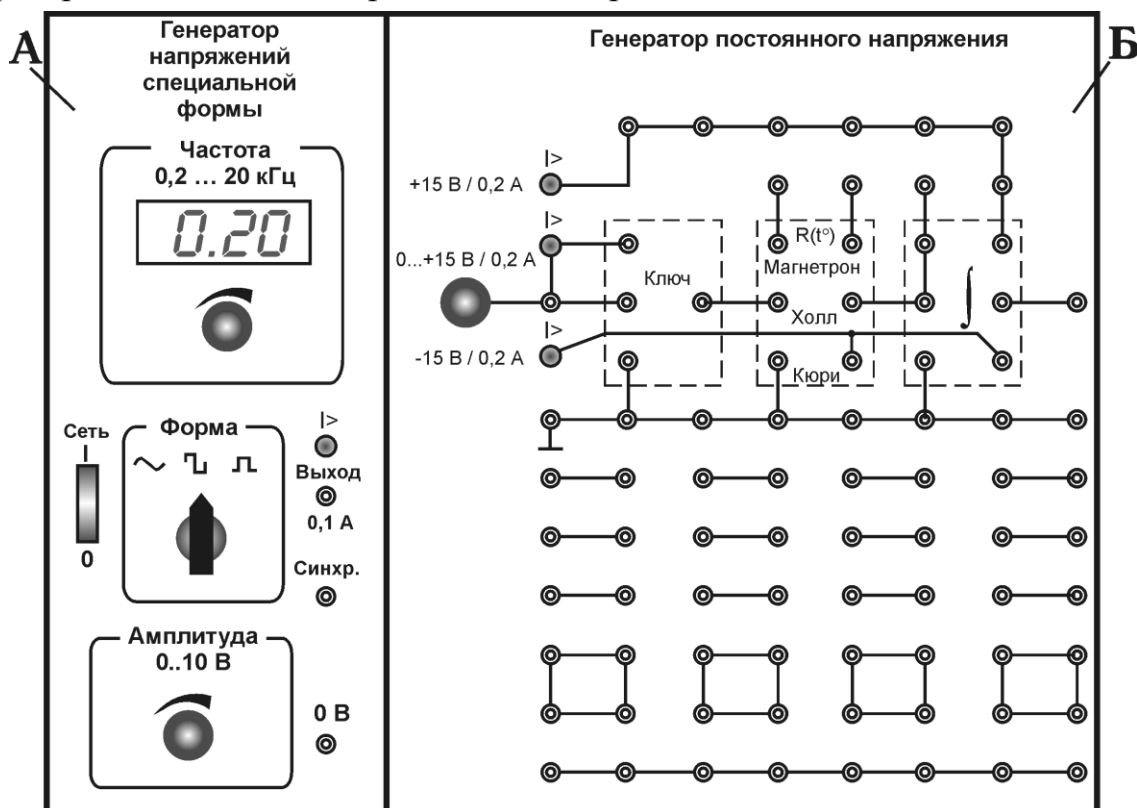 А
Генератор
напряжений
специальной
формы
Частота
0,2 ... 20 кГц
0.20
Сеть
I
0
Форма
I>
Выход
0,1 А
Синхр.
Амплитуда
0..10 В
0 В
Генератор постоянного напряжения
Б
I>
+15 В / 0,2 А
I>
0...+15 В / 0,2 А
I>
-15 В / 0,2 А
Ключ
R(t°)
Магнетрон
Холл
Кюри
∫